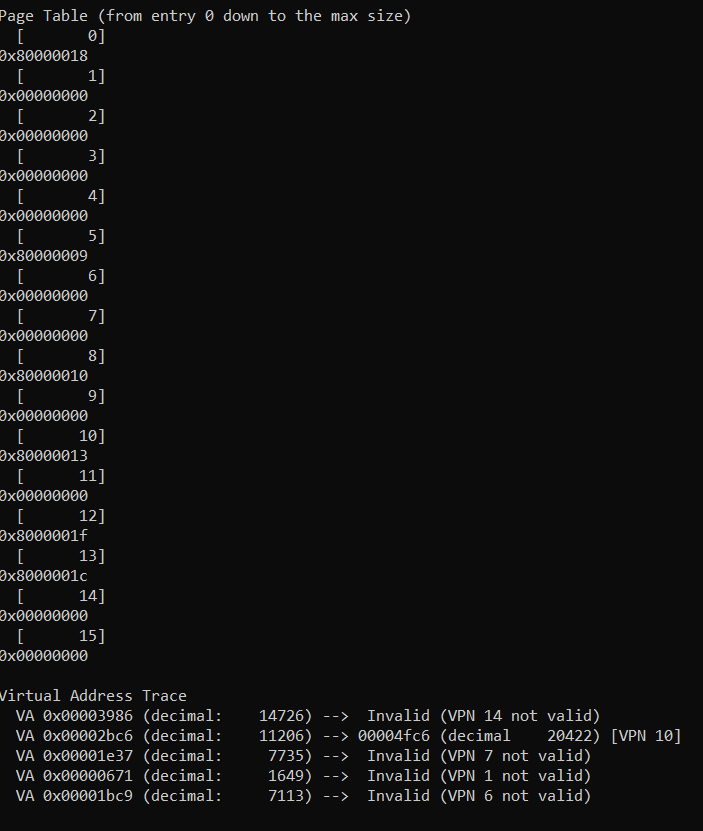 Page Table (from entry 0 down to the max size)
  [       0]
0x80000018
  [       1]
0x00000000
  [       2]
0x00000000
  [       3]
0x00000000
  [       4]
0x00000000
  [       5]
0x80000009
  [       6]
0x00000000
  [       7]
0x00000000
  [       8]
0x80000010
  [       9]
0x00000000
  [      10]
0x80000013
  [      11]
0x00000000
  [      12]
0x8000001f
  [      13]
0x8000001c
  [      14]
0x00000000
  [      15]
0x00000000

Virtual Address Trace
  VA 0x00003986 (decimal:    14726) -->  Invalid (VPN 14 not valid)
  VA 0x00002bc6 (decimal:    11206) --> 00004fc6 (decimal    20422) [VPN 10]
  VA 0x00001e37 (decimal:     7735) -->  Invalid (VPN 7 not valid)
  VA 0x00000671 (decimal:     1649) -->  Invalid (VPN 1 not valid)
  VA 0x00001bc9 (decimal:     7113) -->  Invalid (VPN 6 not valid)